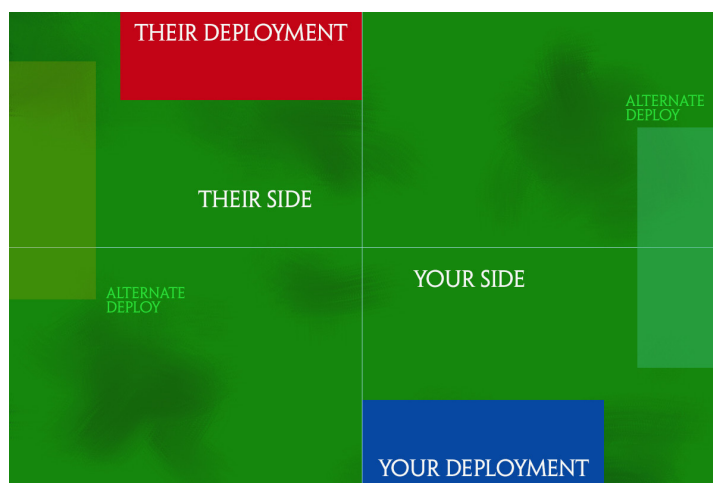 THEIR DEPLOYMENT
ALTERNATE
DEPLOY
THEIR SIDE
YOUR SIDE
ALTERNATE
DEPLOY
YOUR DEPLOYMENT